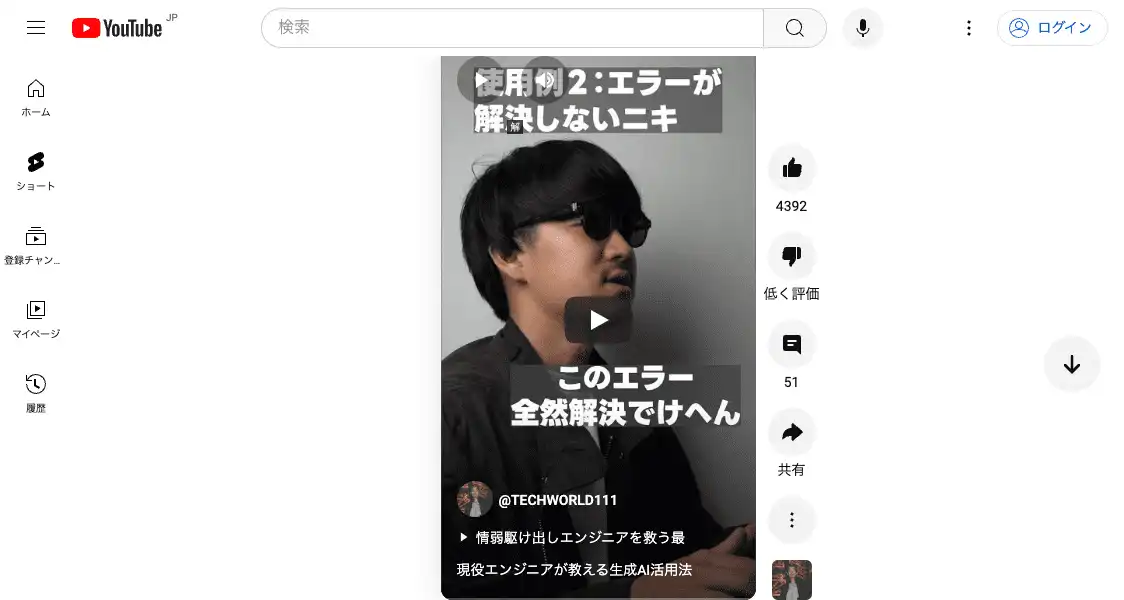 YouTube JP
検索
ログイン
ホーム
ショート
登録チャン...
マイページ
履歴
使用例２：エラーが
解決しないニキ
解
このエラー
全然解決でけへん
@TECHWORLD111
情弱駆け出しエンジニアを救う最
現役エンジニアが教える生成AI活用法
4392
低く評価
51
共有